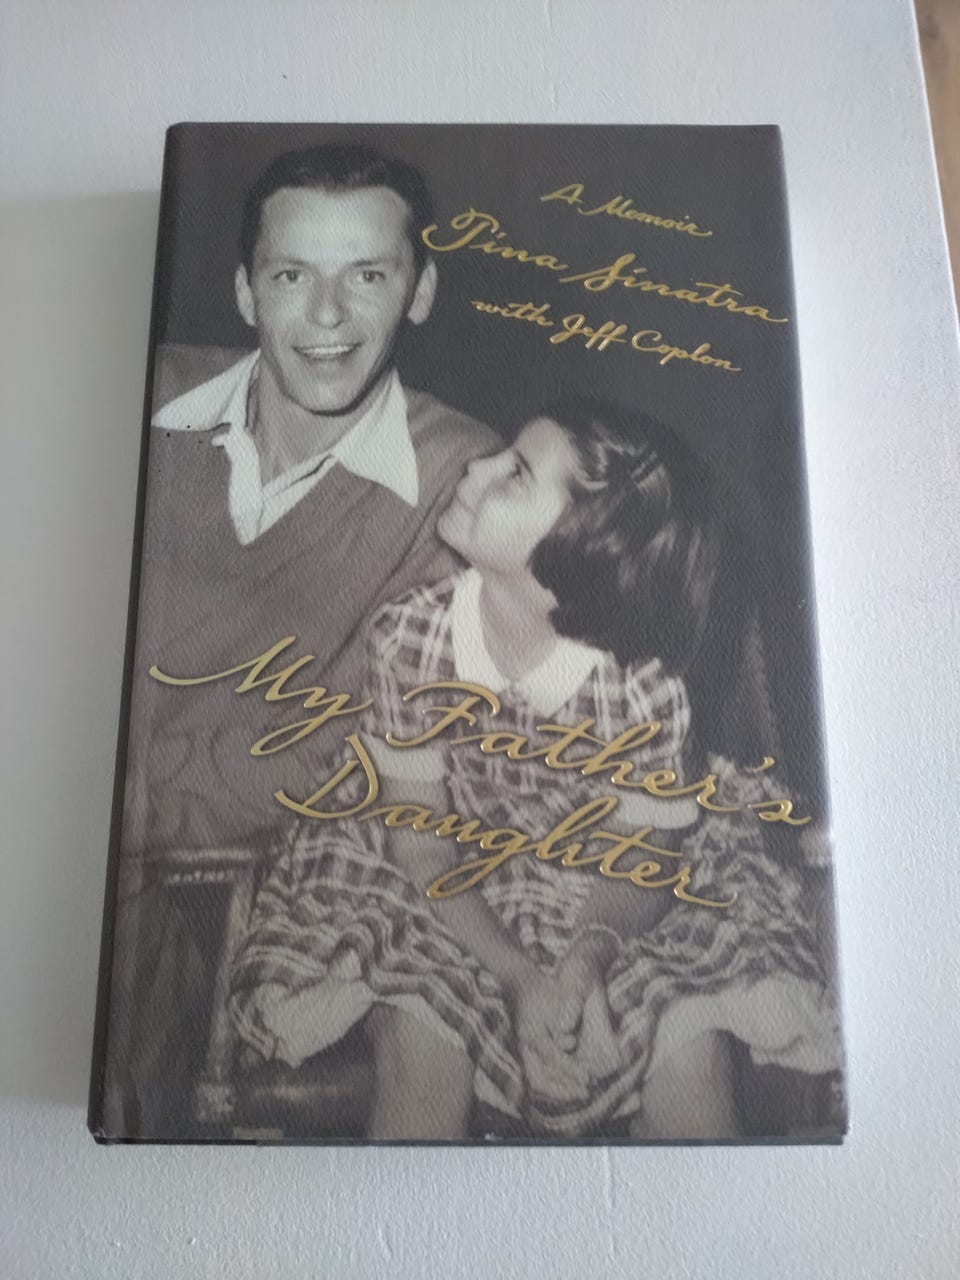 A Memoir
Tina Sinatra
with Jeff Coplon
My Father's
Daughter